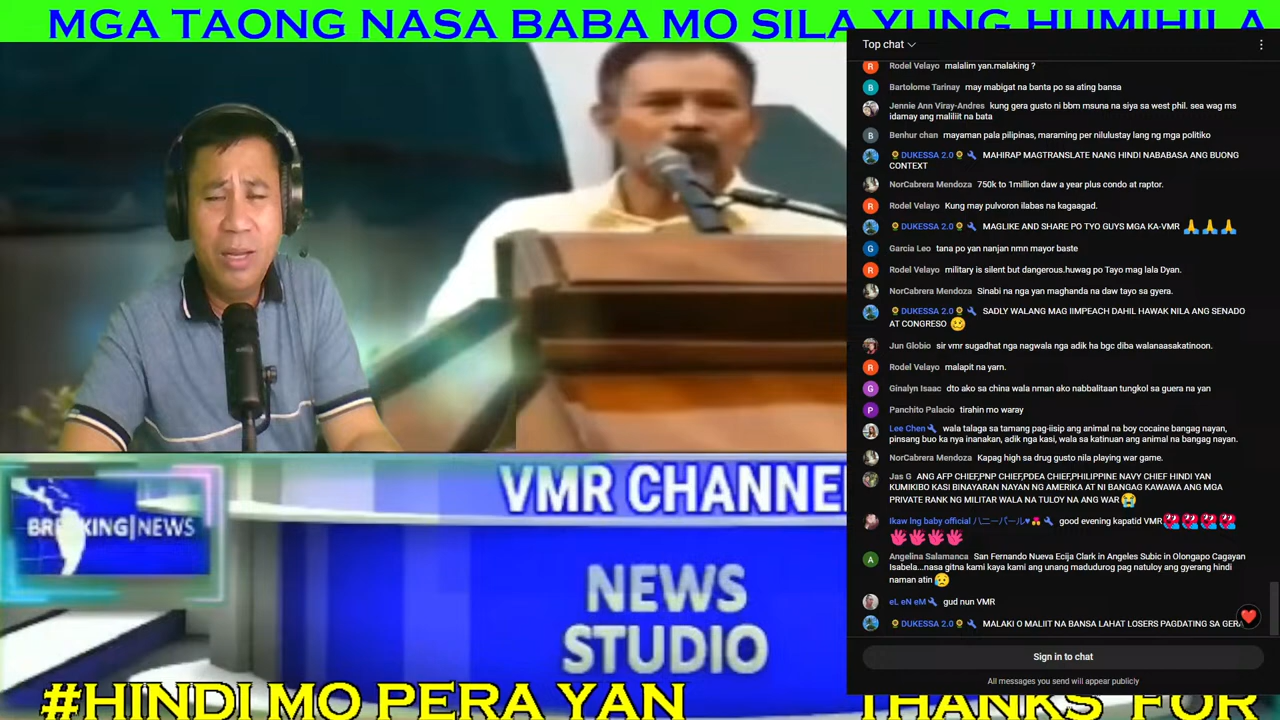 MGA TAONG NASA BABA MO SILA YUNG HUMIHILA
Top chat
Rodel Velayo malalim yan.malaking ?
Bartolome Tarinay may mabigat na banta po sa ating bansa
Jennie Ann Viray-Andres kung gera gusto ni bbm msuna na siya sa west phil. sea wag ms
idamay ang maliliit na bata
Benhur chan mayaman pala pilipinas, maraming per nilulustay lang ng mga politiko
DUKESSA 2.0 MAHIRAP MAGTRANSLATE NANG HINDI NABABASA ANG BUONG
CONTEXT
NorCabrera Mendoza 750k to 1million daw a year plus condo at raptor.
Rodel Velayo Kung may pulvoron ilabas na kagaagad.
DUKESSA 2.0 MAGLIKE AND SHARE PO TYO GUYS MGA KA-VMR 🙏🙏🙏
Garcia Leo tana po yan nanjan nmn mayor baste
Rodel Velayo military is silent but dangerous.huwag po Tayo mag lala Dyan.
NorCabrera Mendoza Sinabi na nga yan maghanda na daw tayo sa gyera.
DUKESSA 2.0 SADLY WALANG MAG IIMPEACH DAHIL HAWAK NILA ANG SENADO
AT CONGRESO
Jun Globio sir vmr sugadhat nga nagwala nga adik ha bgc diba walanaasakatinoon.
Rodel Velayo malapit na yarn.
Ginalyn Isaac dto ako sa china wala nman ako nabbalitaan tungkol sa guera na yan
Panchito Palacio tirahin mo waray
Lee Chen wala talaga sa tamang pag-iisip ang animal na boy cocaine bangag nayan,
pinsang buo ka nya inanakan, adik nga kasi, wala sa katinuan ang animal na bangag nayan.
NorCabrera Mendoza Kapag high sa drug gusto nila playing war game.
Jas G ANG AFP CHIEF,PNP CHIEF,PDEA CHIEF,PHILIPPINE NAVY CHIEF HINDI YAN
KUMIKIBO KASI BINAYARAN NAYAN NG AMERIKA AT NI BANGAG KAWAWA ANG MGA
PRIVATE RANK NG MILITAR WALA NA TULOY NA ANG WAR😭
Ikaw lng baby official ハニーパール♥ good evening kapatid VMR
Angelina Salamanca San Fernando Nueva Ecija Clark in Angeles Subic in Olongapo Cagayan
Isabela...nasa gitna kami kaya kami ang unang madudurog pag natuloy ang gyerang hindi
naman atin 😥
eL eN eM gud nun VMR
DUKESSA 2.0 MALAKI O MALIIT NA BANSA LAHAT LOSERS PAGDATING SA GERA
Sign in to chat
All messages you send will appear publicly
VMR CHANNE
BREAKING|NEWS
NEWS
STUDIO
#HINDI MO PERA YAN THANKS FOR